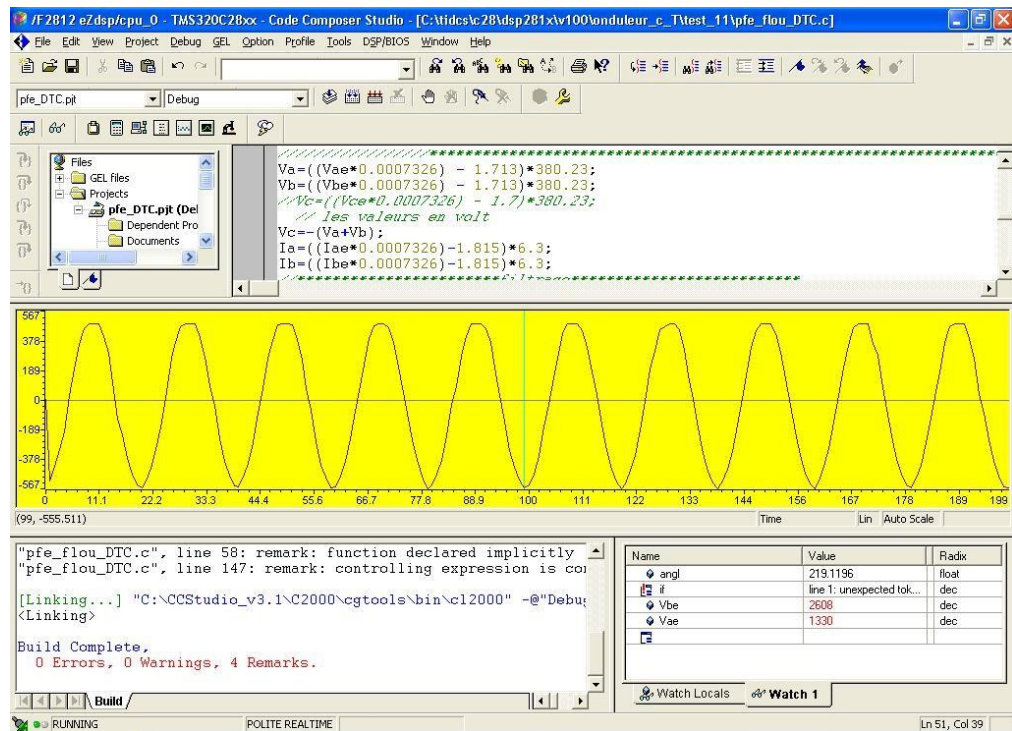 /F2812 eZdsp/cpu_0 - TMS320C28xx - Code Composer Studio - [C:\tidcs\c28\dsp281x\v100\onduleur_c_T\test_11\pfe_flou_DTC.c]
File Edit View Project Debug GEL Option Profile Tools DSP/BIOS Window Help
pfe_DTC.pjt Debug
Files
GEL files
Projects
pfe_DTC.pjt (Del
Dependent Pro
Documents
Va=((Vae*0.0007326) - 1.713)*380.23;
Vb=((Vbe*0.0007326) - 1.713)*380.23;
//Vc=((Vce*0.0007326) - 1.7)*380.23;
// les valeurs en volt
Vc=-(Va+Vb);
Ia=((Iae*0.0007326)-1.815)*6.3;
Ib=((Ibe*0.0007326)-1.815)*6.3;
567
378
189
0
-189
-378
-567
0 11.1 22.2 33.3 44.4 55.6 66.7 77.8 88.9 100 111 122 133 144 156 167 178 189 199
(99, -555.511) Time Lin Auto Scale
"pfe_flou_DTC.c", line 58: remark: function declared implicitly
"pfe_flou_DTC.c", line 147: remark: controlling expression is co
[Linking...] "C:\CCStudio_v3.1\C2000\cgtools\bin\cl2000" -@"Debu
<Linking>
Build Complete,
0 Errors, 0 Warnings, 4 Remarks.
Build
Name Value Radix
angl 219.1196 float
if line 1: unexpected tok... dec
Vbe 2608 dec
Vae 1330 dec
Watch Locals Watch 1
RUNNING POLITE REALTIME Ln 51, Col 39